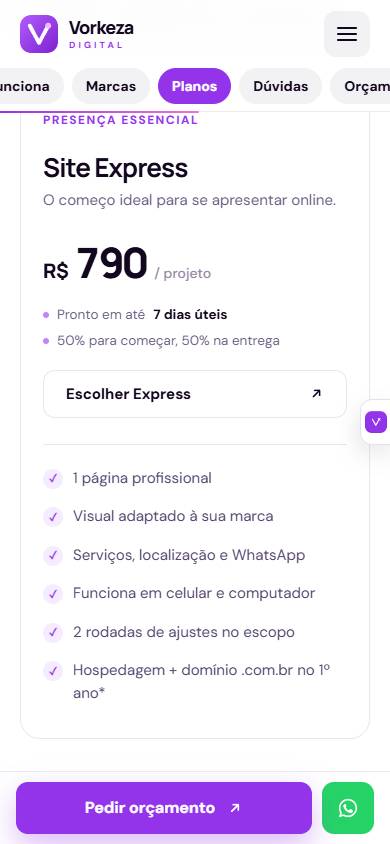 Vorkeza
DIGITAL
unciona Marcas Planos Dúvidas Orçam
PRESENÇA ESSENCIAL
Site Express
O começo ideal para se apresentar online.
R$ 790 / projeto
Pronto em até 7 dias úteis
50% para começar, 50% na entrega
Escolher Express
1 página profissional
Visual adaptado à sua marca
Serviços, localização e WhatsApp
Funciona em celular e computador
2 rodadas de ajustes no escopo
Hospedagem + domínio .com.br no 1º
ano*
Pedir orçamento